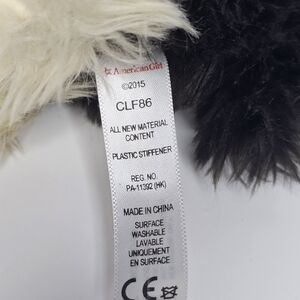 American Girl
©2015
CLF86
ALL NEW MATERIAL
CONTENT
PLASTIC STIFFENER
REG. NO.
PA-11392 (HK)
MADE IN CHINA
SURFACE
WASHABLE
LAVABLE
UNIQUEMENT
EN SURFACE
CE